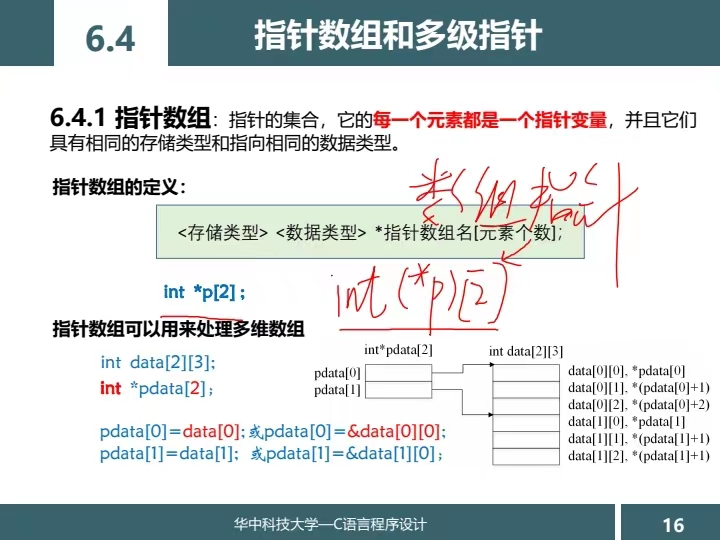 6.4
指针数组和多级指针
6.4.1 指针数组：指针的集合，它的每一个元素都是一个指针变量，并且它们
具有相同的存储类型和指向相同的数据类型。
指针数组的定义：
数组
<存储类型> <数据类型> *指针数组名[元素个数];
int *p[2];
int (*p)[2]
指针数组可以用来处理多维数组
int data[2][3];
int *pdata[2];
pdata[0]=data[0];或pdata[0]=&data[0][0];
pdata[1]=data[1]; 或pdata[1]=&data[1][0];
int*pdata[2]
int data[2][3]
pdata[0]
pdata[1]
data[0][0], *pdata[0]
data[0][1], *(pdata[0]+1)
data[0][2], *(pdata[0]+2)
data[1][0], *pdata[1]
data[1][1], *(pdata[1]+1)
data[1][2], *(pdata[1]+1)
华中科技大学—C语言程序设计
16